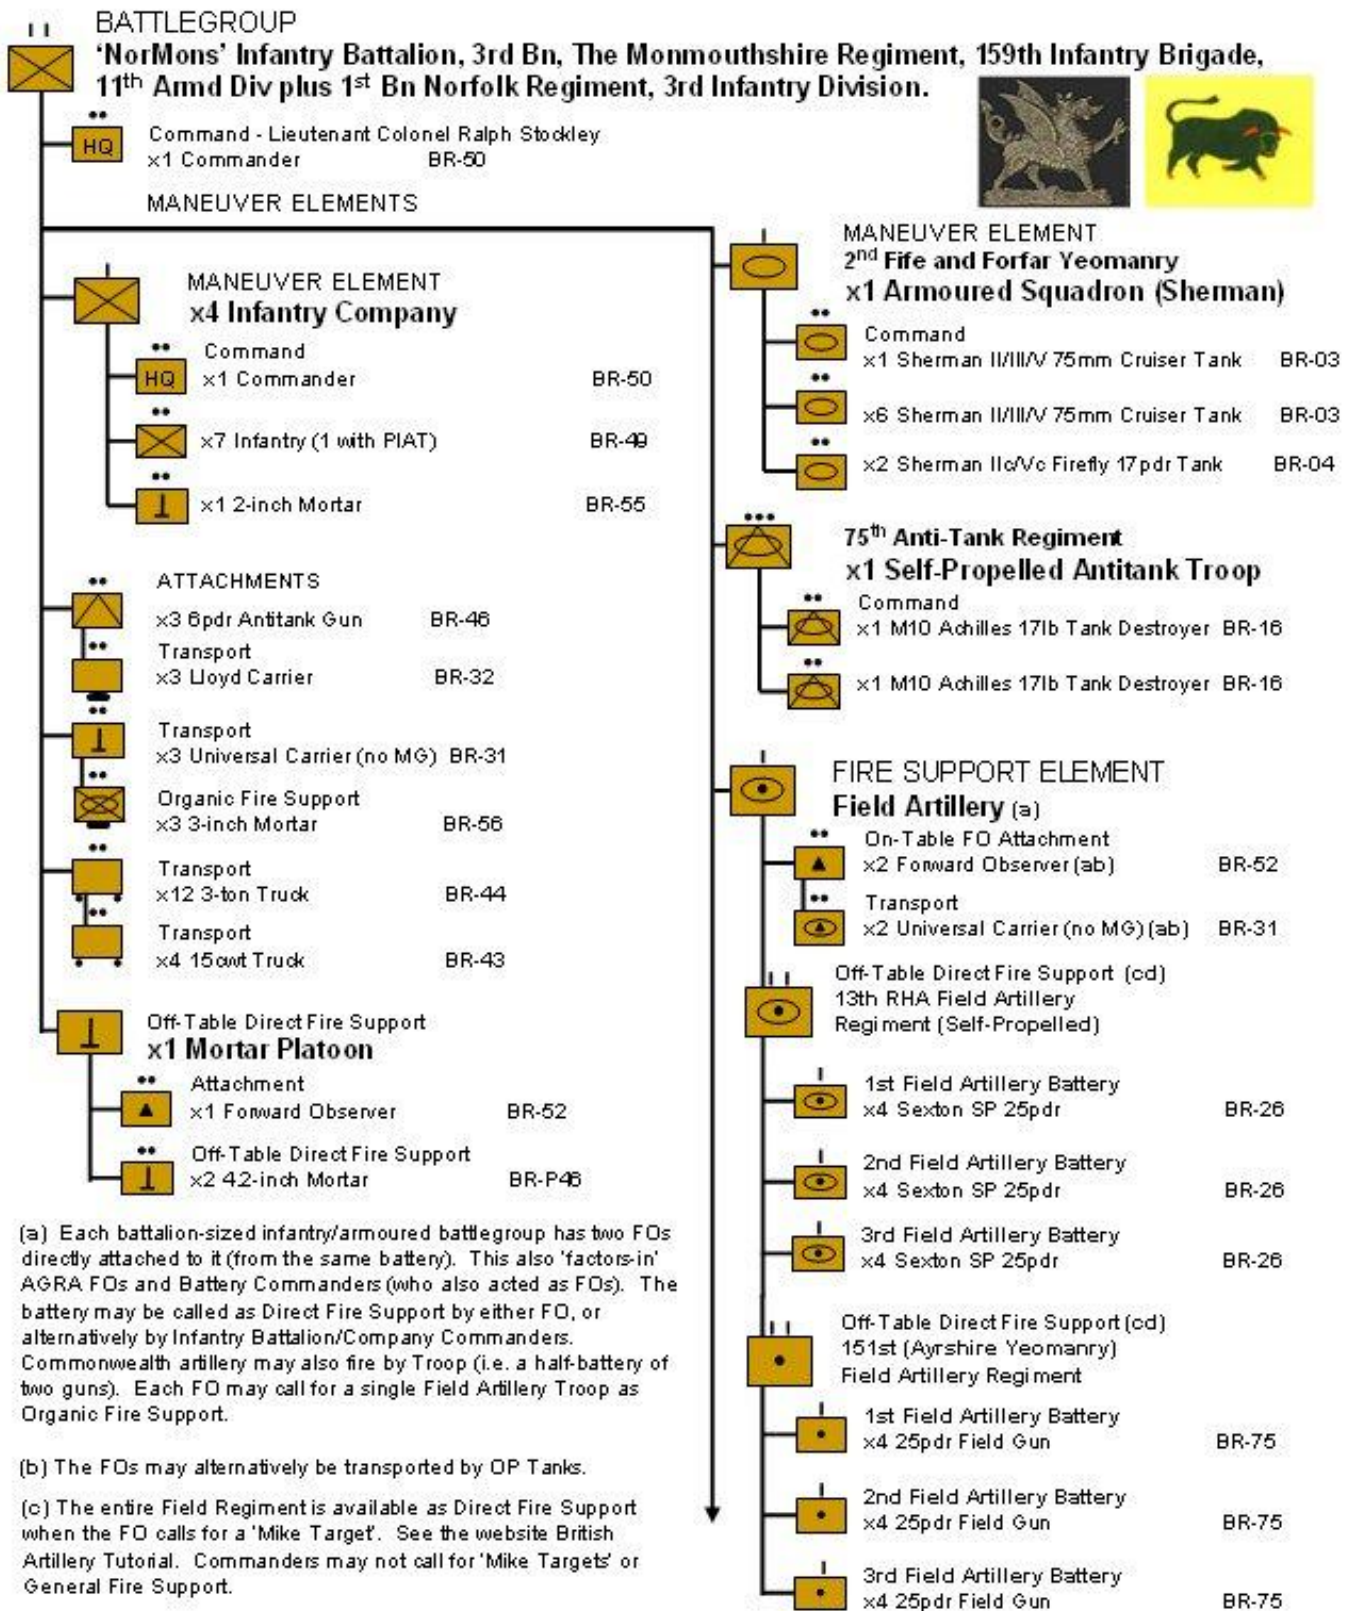 BATTLEGROUP
‘NorMons’ Infantry Battalion, 3rd Bn, The Monmouthshire Regiment, 159th Infantry Brigade,
11th Armd Div plus 1st Bn Norfolk Regiment, 3rd Infantry Division.
HQ
Command - Lieutenant Colonel Ralph Stockley
x1 Commander BR-50
MANEUVER ELEMENTS
MANEUVER ELEMENT
x4 Infantry Company
Command
HQ x1 Commander BR-50
x7 Infantry (1 with PIAT) BR-49
x1 2-inch Mortar BR-55
ATTACHMENTS
x3 6pdr Antitank Gun BR-46
Transport
x3 Lloyd Carrier BR-32
Transport
x3 Universal Carrier (no MG) BR-31
Organic Fire Support
x3 3-inch Mortar BR-56
Transport
x12 3-ton Truck BR-44
Transport
x4 15cwt Truck BR-43
Off-Table Direct Fire Support
x1 Mortar Platoon
Attachment
x1 Forward Observer BR-52
Off-Table Direct Fire Support
x2 4.2-inch Mortar BR-P46
(a) Each battalion-sized infantry/armoured battlegroup has two FOs
directly attached to it (from the same battery). This also 'factors-in'
AGRA FOs and Battery Commanders (who also acted as FOs). The
battery may be called as Direct Fire Support by either FO, or
alternatively by Infantry Battalion/Company Commanders.
Commonwealth artillery may also fire by Troop (i.e. a half-battery of
two guns). Each FO may call for a single Field Artillery Troop as
Organic Fire Support.
(b) The FOs may alternatively be transported by OP Tanks.
(c) The entire Field Regiment is available as Direct Fire Support
when the FO calls for a 'Mike Target'. See the website British
Artillery Tutorial. Commanders may not call for 'Mike Targets' or
General Fire Support.
MANEUVER ELEMENT
2nd Fife and Forfar Yeomanry
x1 Armoured Squadron (Sherman)
Command
x1 Sherman II/III/V 75mm Cruiser Tank BR-03
x6 Sherman II/III/V 75mm Cruiser Tank BR-03
x2 Sherman IIc/Vc Firefly 17pdr Tank BR-04
75th Anti-Tank Regiment
x1 Self-Propelled Antitank Troop
Command
x1 M10 Achilles 17lb Tank Destroyer BR-16
x1 M10 Achilles 17lb Tank Destroyer BR-16
FIRE SUPPORT ELEMENT
Field Artillery (a)
On-Table FO Attachment
x2 Forward Observer (ab) BR-52
Transport
x2 Universal Carrier (no MG) (ab) BR-31
Off-Table Direct Fire Support (cd)
13th RHA Field Artillery
Regiment (Self-Propelled)
1st Field Artillery Battery
x4 Sexton SP 25pdr BR-26
2nd Field Artillery Battery
x4 Sexton SP 25pdr BR-26
3rd Field Artillery Battery
x4 Sexton SP 25pdr BR-26
Off-Table Direct Fire Support (cd)
151st (Ayrshire Yeomanry)
Field Artillery Regiment
1st Field Artillery Battery
x4 25pdr Field Gun BR-75
2nd Field Artillery Battery
x4 25pdr Field Gun BR-75
3rd Field Artillery Battery
x4 25pdr Field Gun BR-75